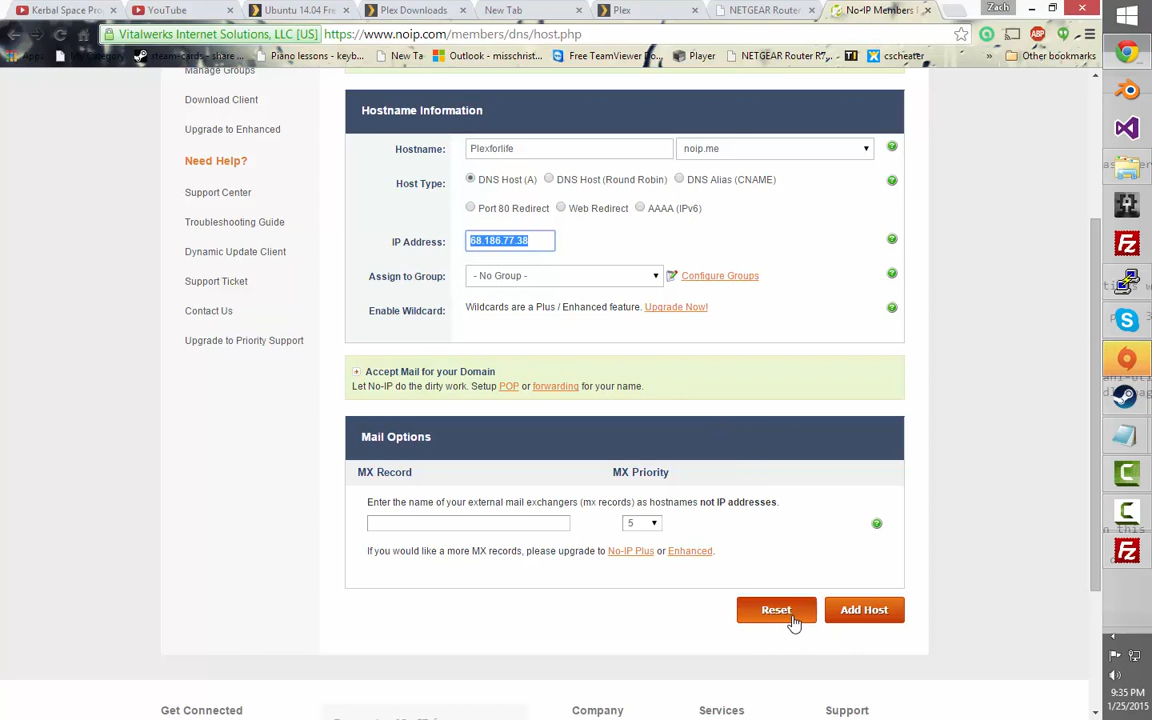 Zach
Kerbal Space Pro
YouTube
Ubuntu 14.04 Fre
Plex Downloads
New Tab
Plex
NETGEAR Router
No-IP Members
Vitalwerks Internet Solutions, LLC [US]
https://www.noip.com/members/dns/host.php
Apps
steam-cards - share ...
Piano lessons - keyb...
New Ta
Outlook - misschrist...
Free TeamViewer Do...
Player
NETGEAR Router R7...
TI
cscheater
»
Other bookmarks
Manage Groups
Download Client
Upgrade to Enhanced
Need Help?
Support Center
Troubleshooting Guide
Dynamic Update Client
Support Ticket
Contact Us
Upgrade to Priority Support
Hostname Information
Hostname: Plexforlife noip.me
Host Type: DNS Host (A) DNS Host (Round Robin) DNS Alias (CNAME)
Port 80 Redirect Web Redirect AAAA (IPv6)
IP Address: 68.186.77.38
Assign to Group: - No Group - Configure Groups
Enable Wildcard: Wildcards are a Plus / Enhanced feature. Upgrade Now!
Accept Mail for your Domain
Let No-IP do the dirty work. Setup POP or forwarding for your name.
Mail Options
MX Record MX Priority
Enter the name of your external mail exchangers (mx records) as hostnames not IP addresses.
5
If you would like a more MX records, please upgrade to No-IP Plus or Enhanced.
Reset Add Host
Get Connected
Company
Services
Support
9:35 PM
1/25/2015